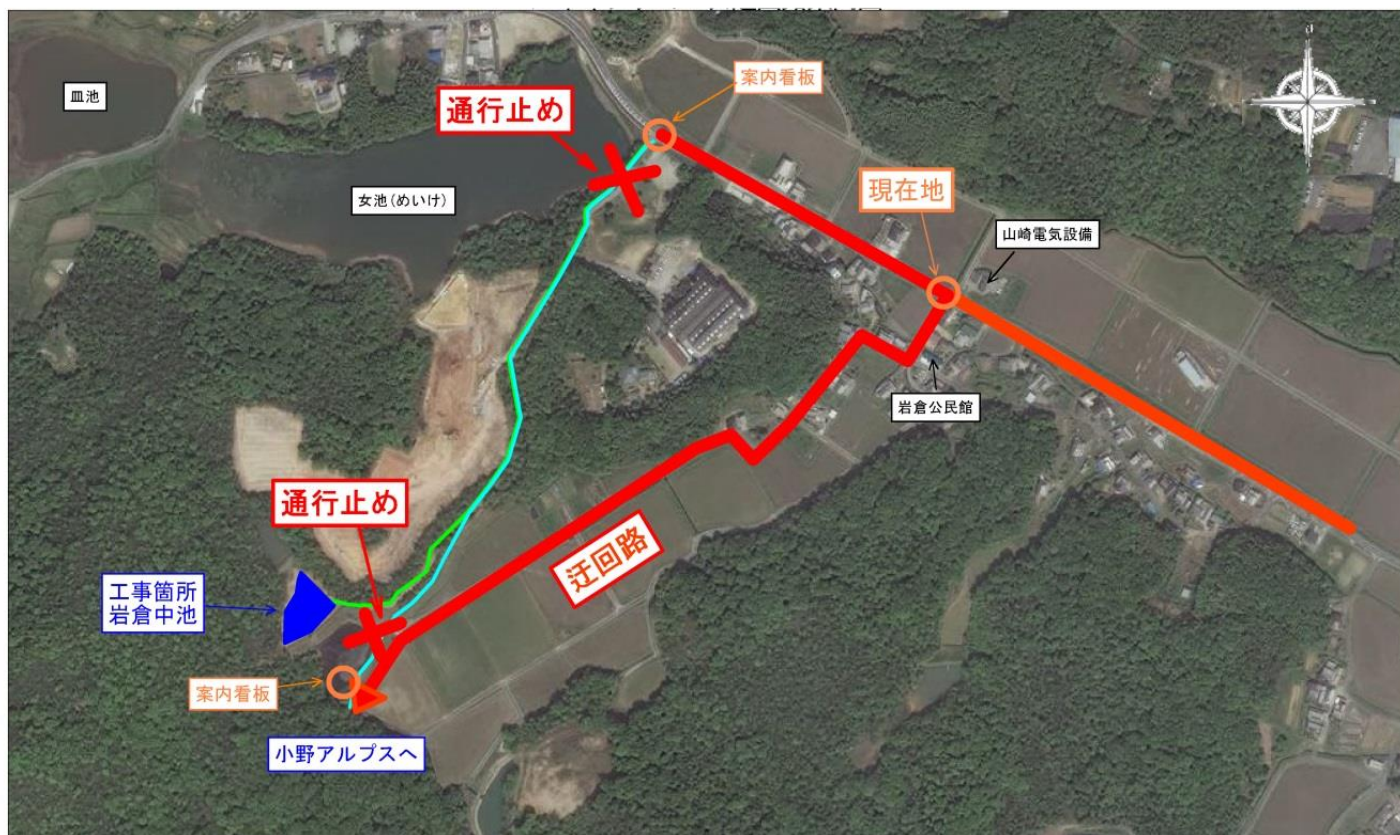 案内看板
皿池
通行止め
現在地
女池(めいけ)
山崎電気設備
岩倉公民館
通行止め
迂回路
工事箇所
岩倉中池
案内看板
小野アルプスへ